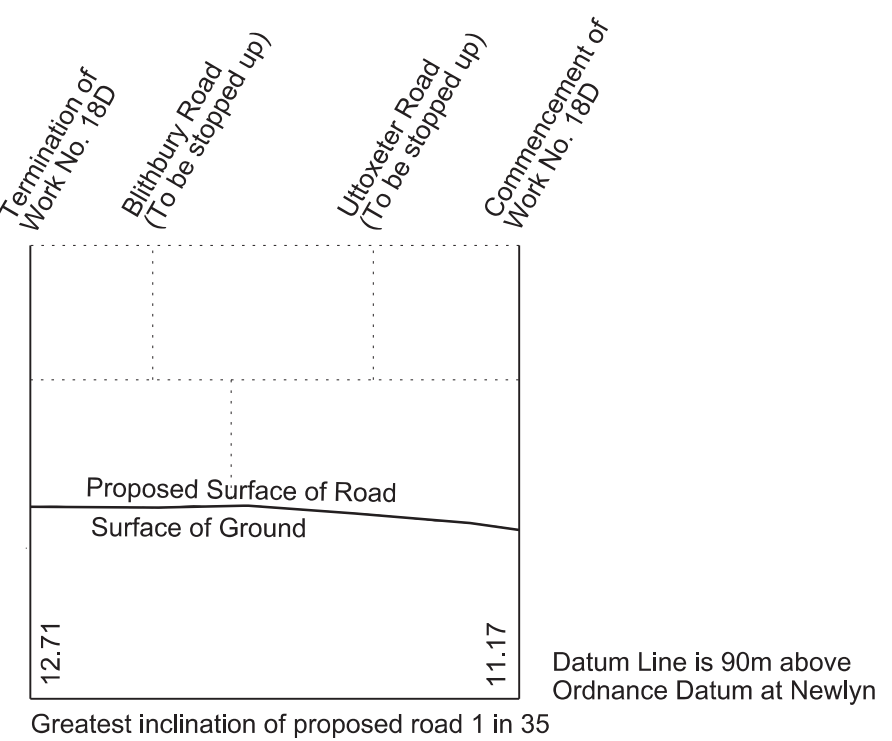 Termination of
Work No. 18D
Blithbury Road
(To be stopped up)
Uttoxeter Road
(To be stopped up)
Commencement of
Work No. 18D
Proposed Surface of Road
Surface of Ground
12.71
11.17
Datum Line is 90m above
Ordnance Datum at Newlyn
Greatest inclination of proposed road 1 in 35